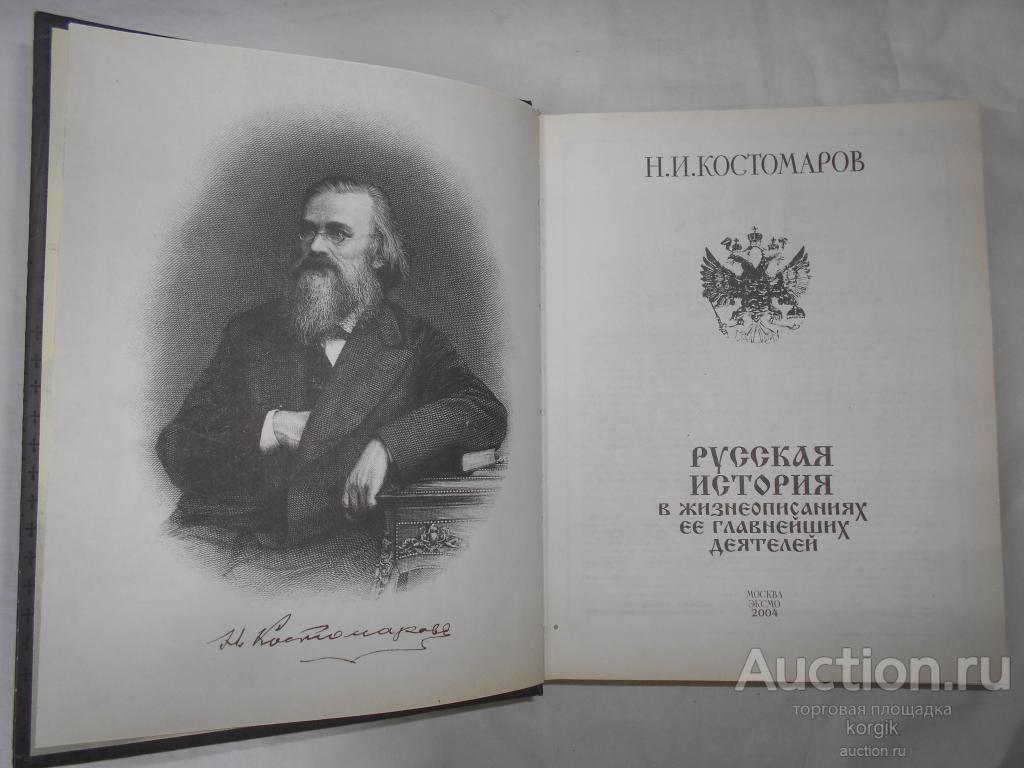 Н. Костомаровъ
Н.И.КОСТОМАРОВ
РУССКАЯ
ИСТОРИЯ
В ЖИЗНЕОПИСАНИЯХ
ЕЕ ГЛАВНЕЙШИХ
ДЕЯТЕЛЕЙ
МОСКВА
ЭКСМО
2004
Auction.ru
торговая площадка
korgik
auction.ru